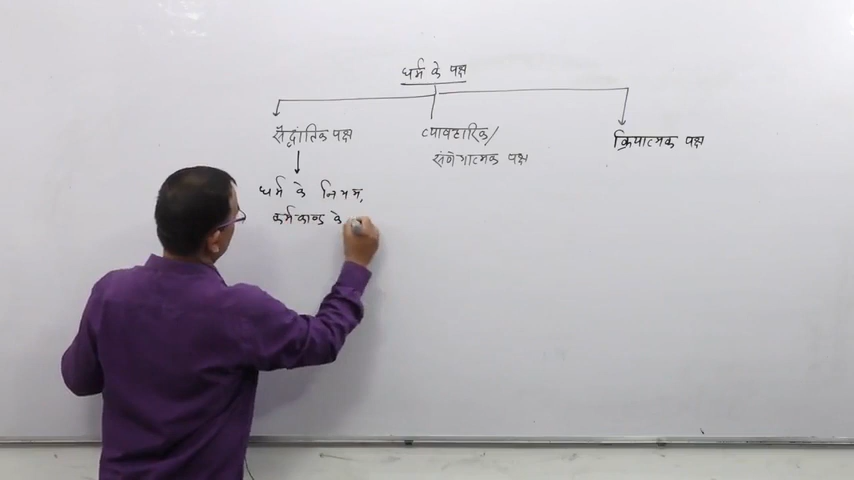 धर्म के पक्ष
सैद्धांतिक पक्ष
व्यावहारिक/
संवेगात्मक पक्ष
क्रियात्मक पक्ष
धर्म के नियम,
कर्मकाण्ड के